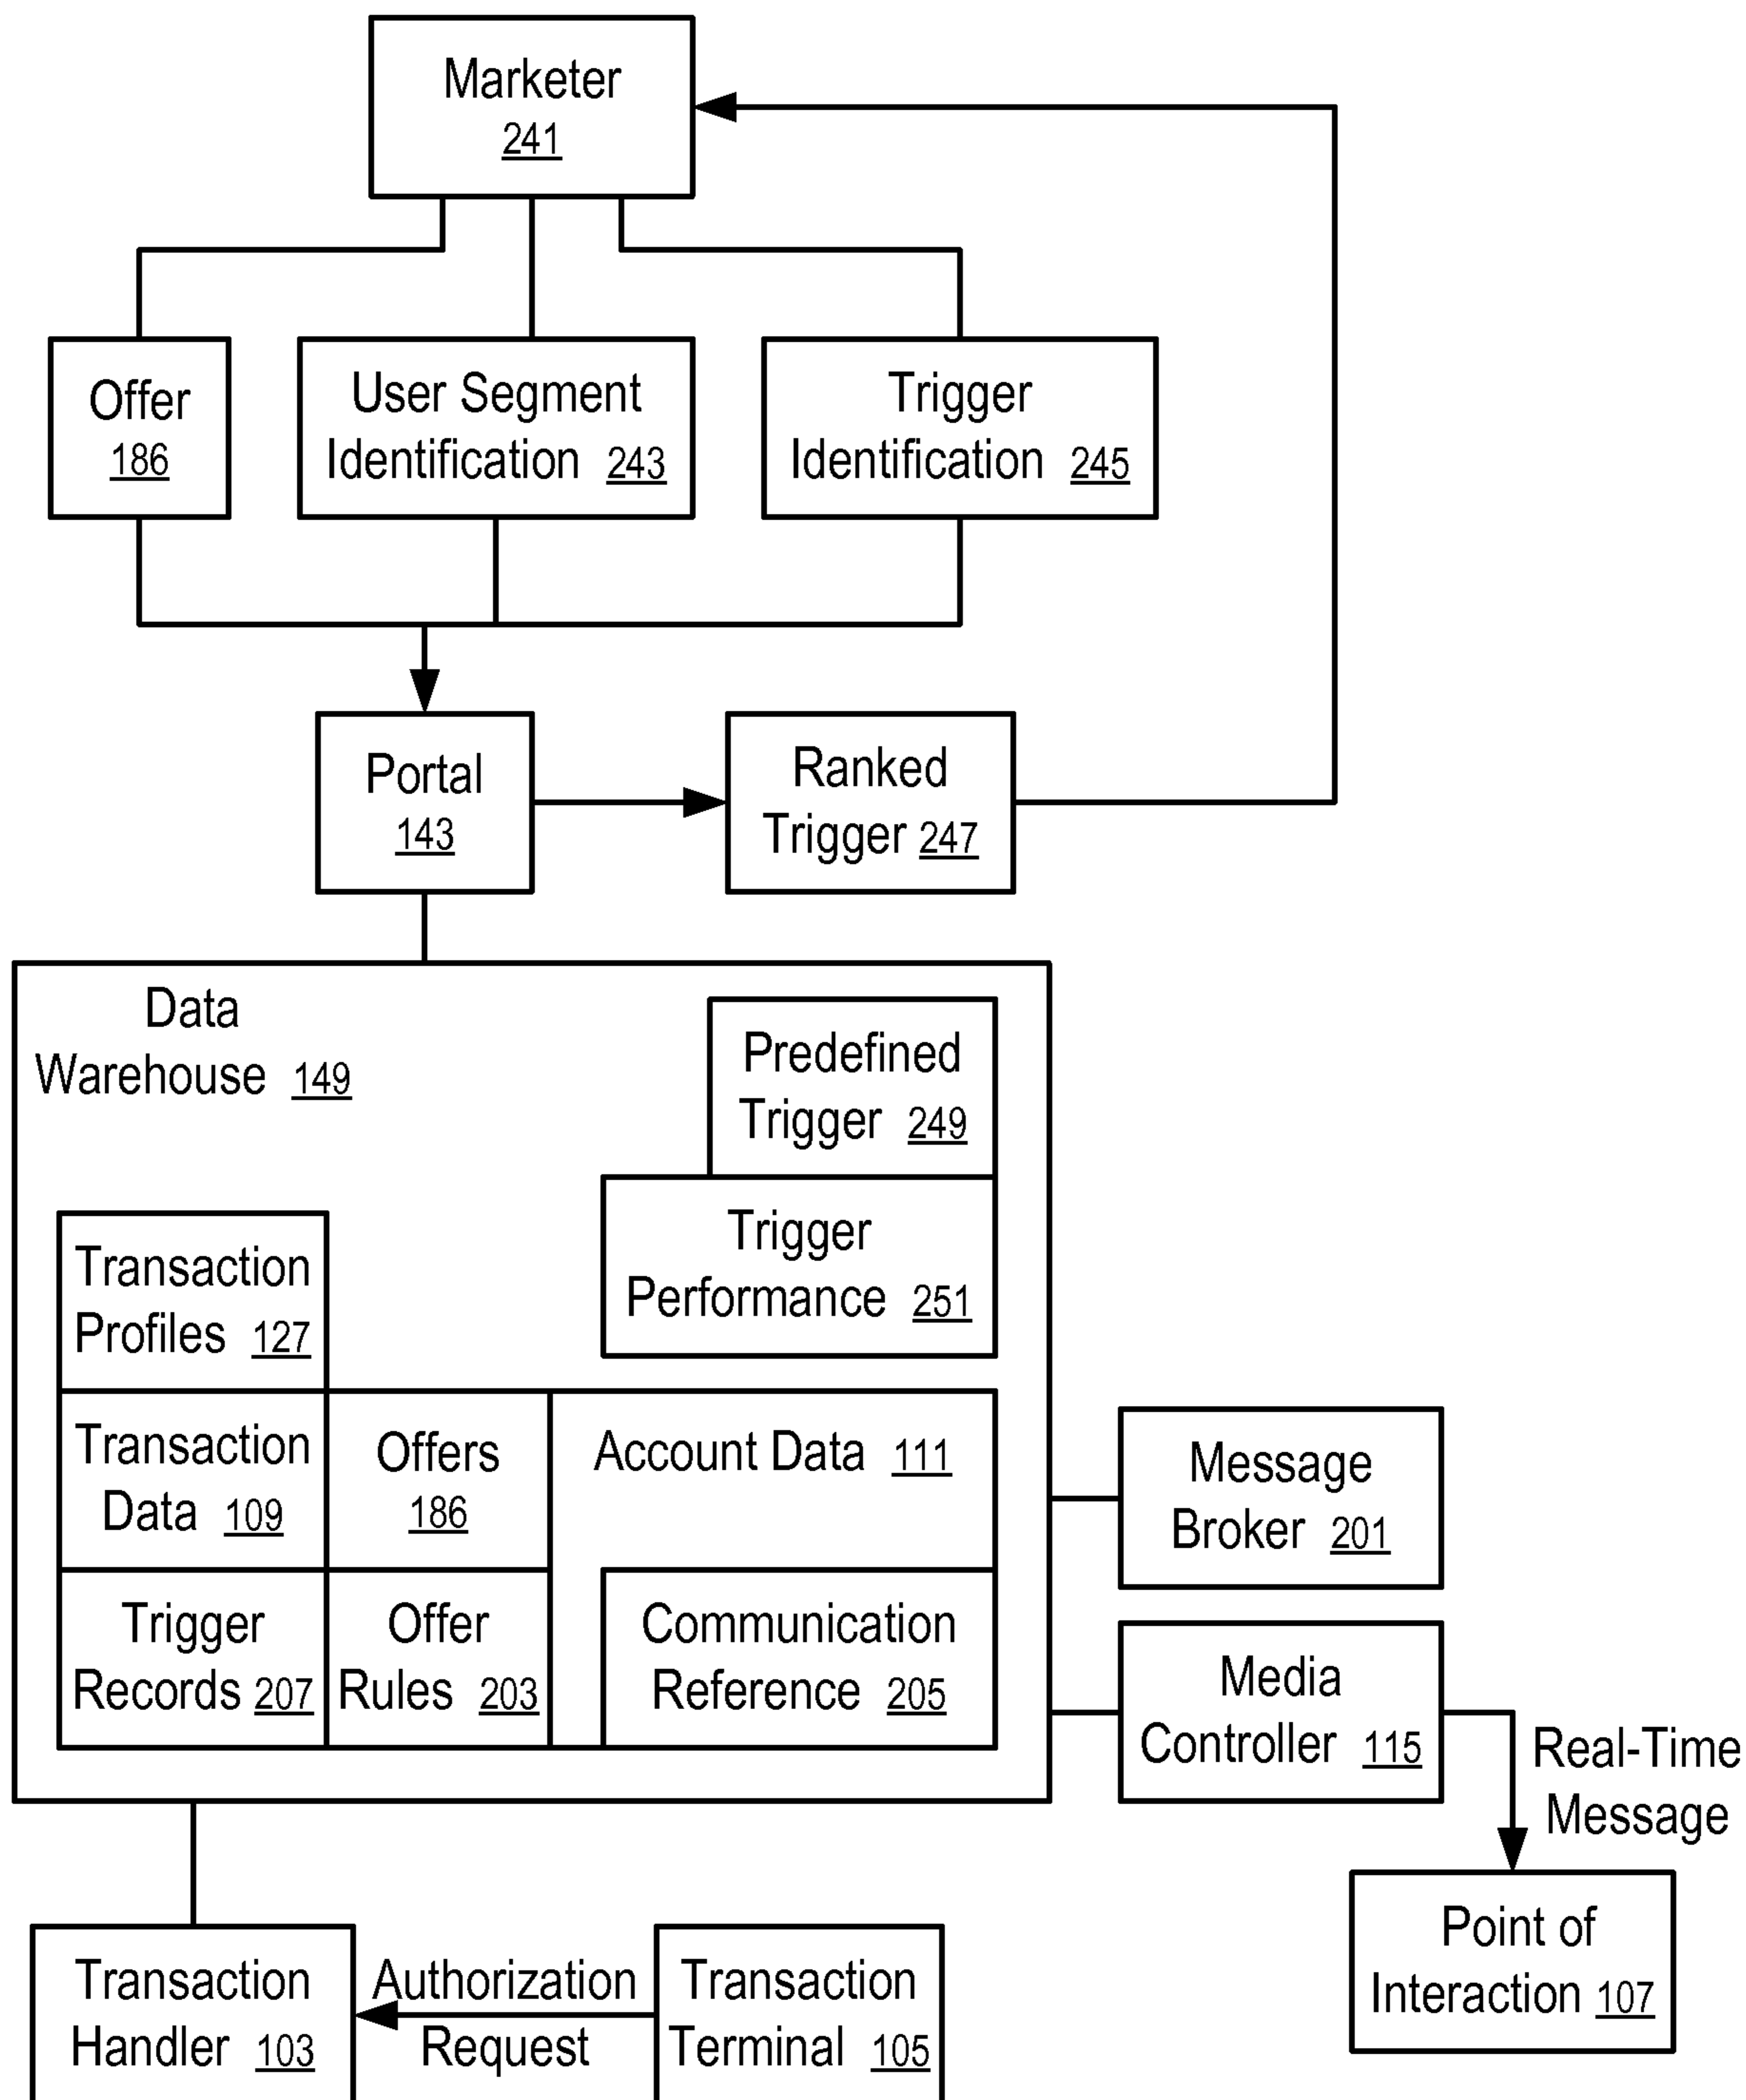 Marketer
241
Offer
186
User Segment
Identification 243
Trigger
Identification 245
Portal
143
Ranked
Trigger 247
Data
Warehouse 149
Predefined
Trigger 249
Trigger
Performance 251
Transaction
Profiles 127
Transaction
Data 109
Offers
186
Account Data 111
Trigger
Records 207
Offer
Rules 203
Communication
Reference 205
Message
Broker 201
Media
Controller 115
Real-Time
Message
Point of
Interaction 107
Transaction
Handler 103
Authorization
Request
Transaction
Terminal 105